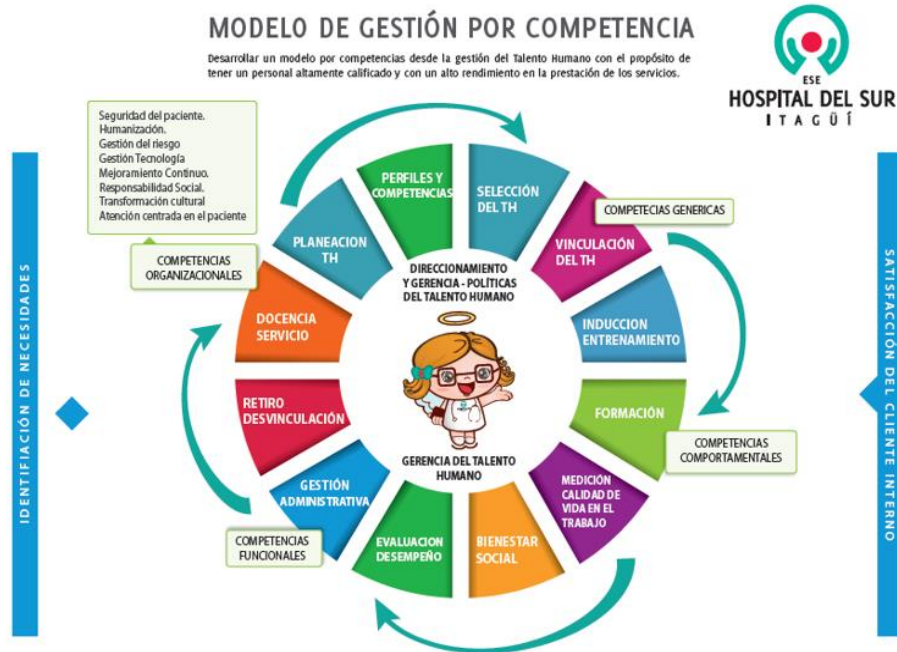 MODELO DE GESTIÓN POR COMPETENCIA
Desarrollar un modelo por competencias desde la gestión del Talento Humano con el propósito de
tener un personal altamente calificado y con un alto rendimiento en la prestación de los servicios.
ESE
HOSPITAL DEL SUR
ITAGÜÍ
Seguridad del paciente.
Humanización.
Gestión del riesgo
Gestión Tecnología
Mejoramiento Continuo.
Responsabilidad Social.
Transformación cultural
Atención centrada en el paciente
COMPETENCIAS
ORGANIZACIONALES
PLANEACION
TH
PERFILES Y
COMPETENCIAS
SELECCIÓN
DEL TH
VINCULACIÓN
DEL TH
COMPETECIAS GENERICAS
INDUCCION
ENTRENAMIENTO
FORMACIÓN
COMPETENCIAS
COMPORTAMENTALES
MEDICIÓN
CALIDAD DE
VIDA EN EL
TRABAJO
BIENESTAR
SOCIAL
EVALUACION
DESEMPEÑO
GESTIÓN
ADMINISTRATIVA
COMPETENCIAS
FUNCIONALES
RETIRO
DESVINCULACIÓN
DOCENCIA
SERVICIO
DIRECCIONAMIENTO
Y GERENCIA - POLÍTICAS
DEL TALENTO HUMANO
GERENCIA DEL TALENTO
HUMANO
IDENTIFIACIÓN DE NECESIDADES
SATISFACCIÓN DEL CLIENTE INTERNO